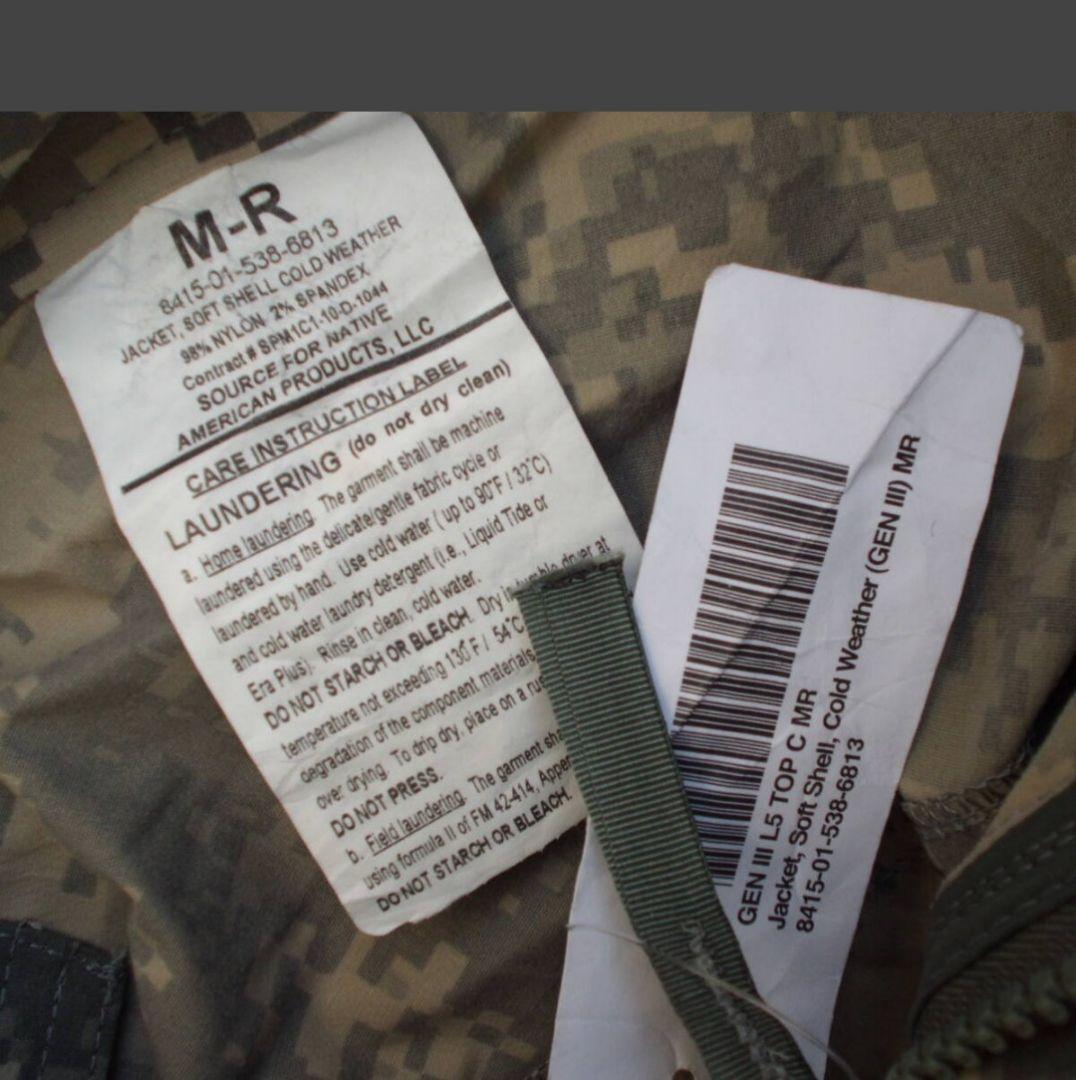 M-R
8415-01-538-6813
JACKET, SOFT SHELL COLD WEATHER
98% NYLON 2% SPANDEX
Contract # SPM1C1-10-D-1044
SOURCE FOR NATIVE
AMERICAN PRODUCTS, LLC
CARE INSTRUCTION LABEL
LAUNDERING (do not dry clean)
a. Home laundering. The garment shall be machine
laundered using the delicate/gentle fabric cycle or
laundered by hand. Use cold water ( up to 90°F / 32°C)
and cold water laundry detergent (i.e., Liquid Tide or
Era Plus). Rinse in clean, cold water.
DO NOT STARCH OR BLEACH. Dry in tumble dryer at
temperature not exceeding 130°F / 54°C
degradation of the component materials
over drying. To drip dry, place on a rus
DO NOT PRESS.
b. Field laundering. The garment sha
using formula II of FM 42-414, Apper
DO NOT STARCH OR BLEACH.
GEN III L5 TOP C MR
Jacket, Soft Shell, Cold Weather (GEN III) MR
8415-01-538-6813